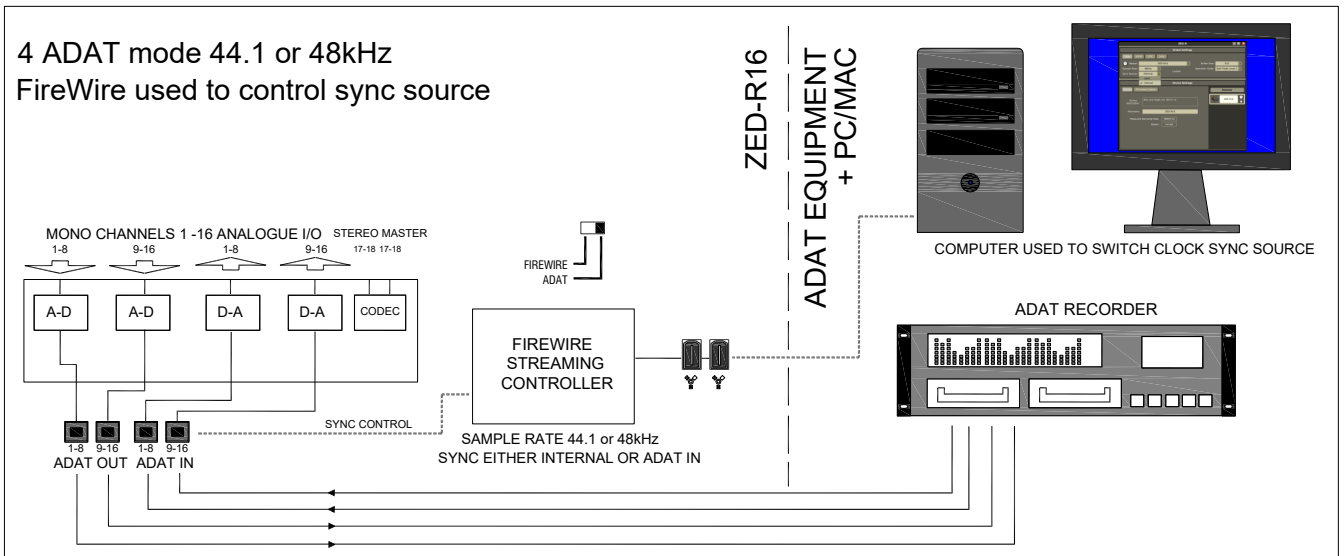 4 ADAT mode 44.1 or 48kHz
FireWire used to control sync source
ZED-R16
ADAT EQUIPMENT
+ PC/MAC
MONO CHANNELS 1 -16 ANALOGUE I/O
STEREO MASTER
1-8
9-16
1-8
9-16
17-18 17-18
A-D
A-D
D-A
D-A
CODEC
FIREWIRE
ADAT
FIREWIRE
STREAMING
CONTROLLER
COMPUTER USED TO SWITCH CLOCK SYNC SOURCE
ADAT RECORDER
SYNC CONTROL
1-8
9-16
1-8
9-16
ADAT OUT
ADAT IN
SAMPLE RATE 44.1 or 48kHz
SYNC EITHER INTERNAL OR ADAT IN